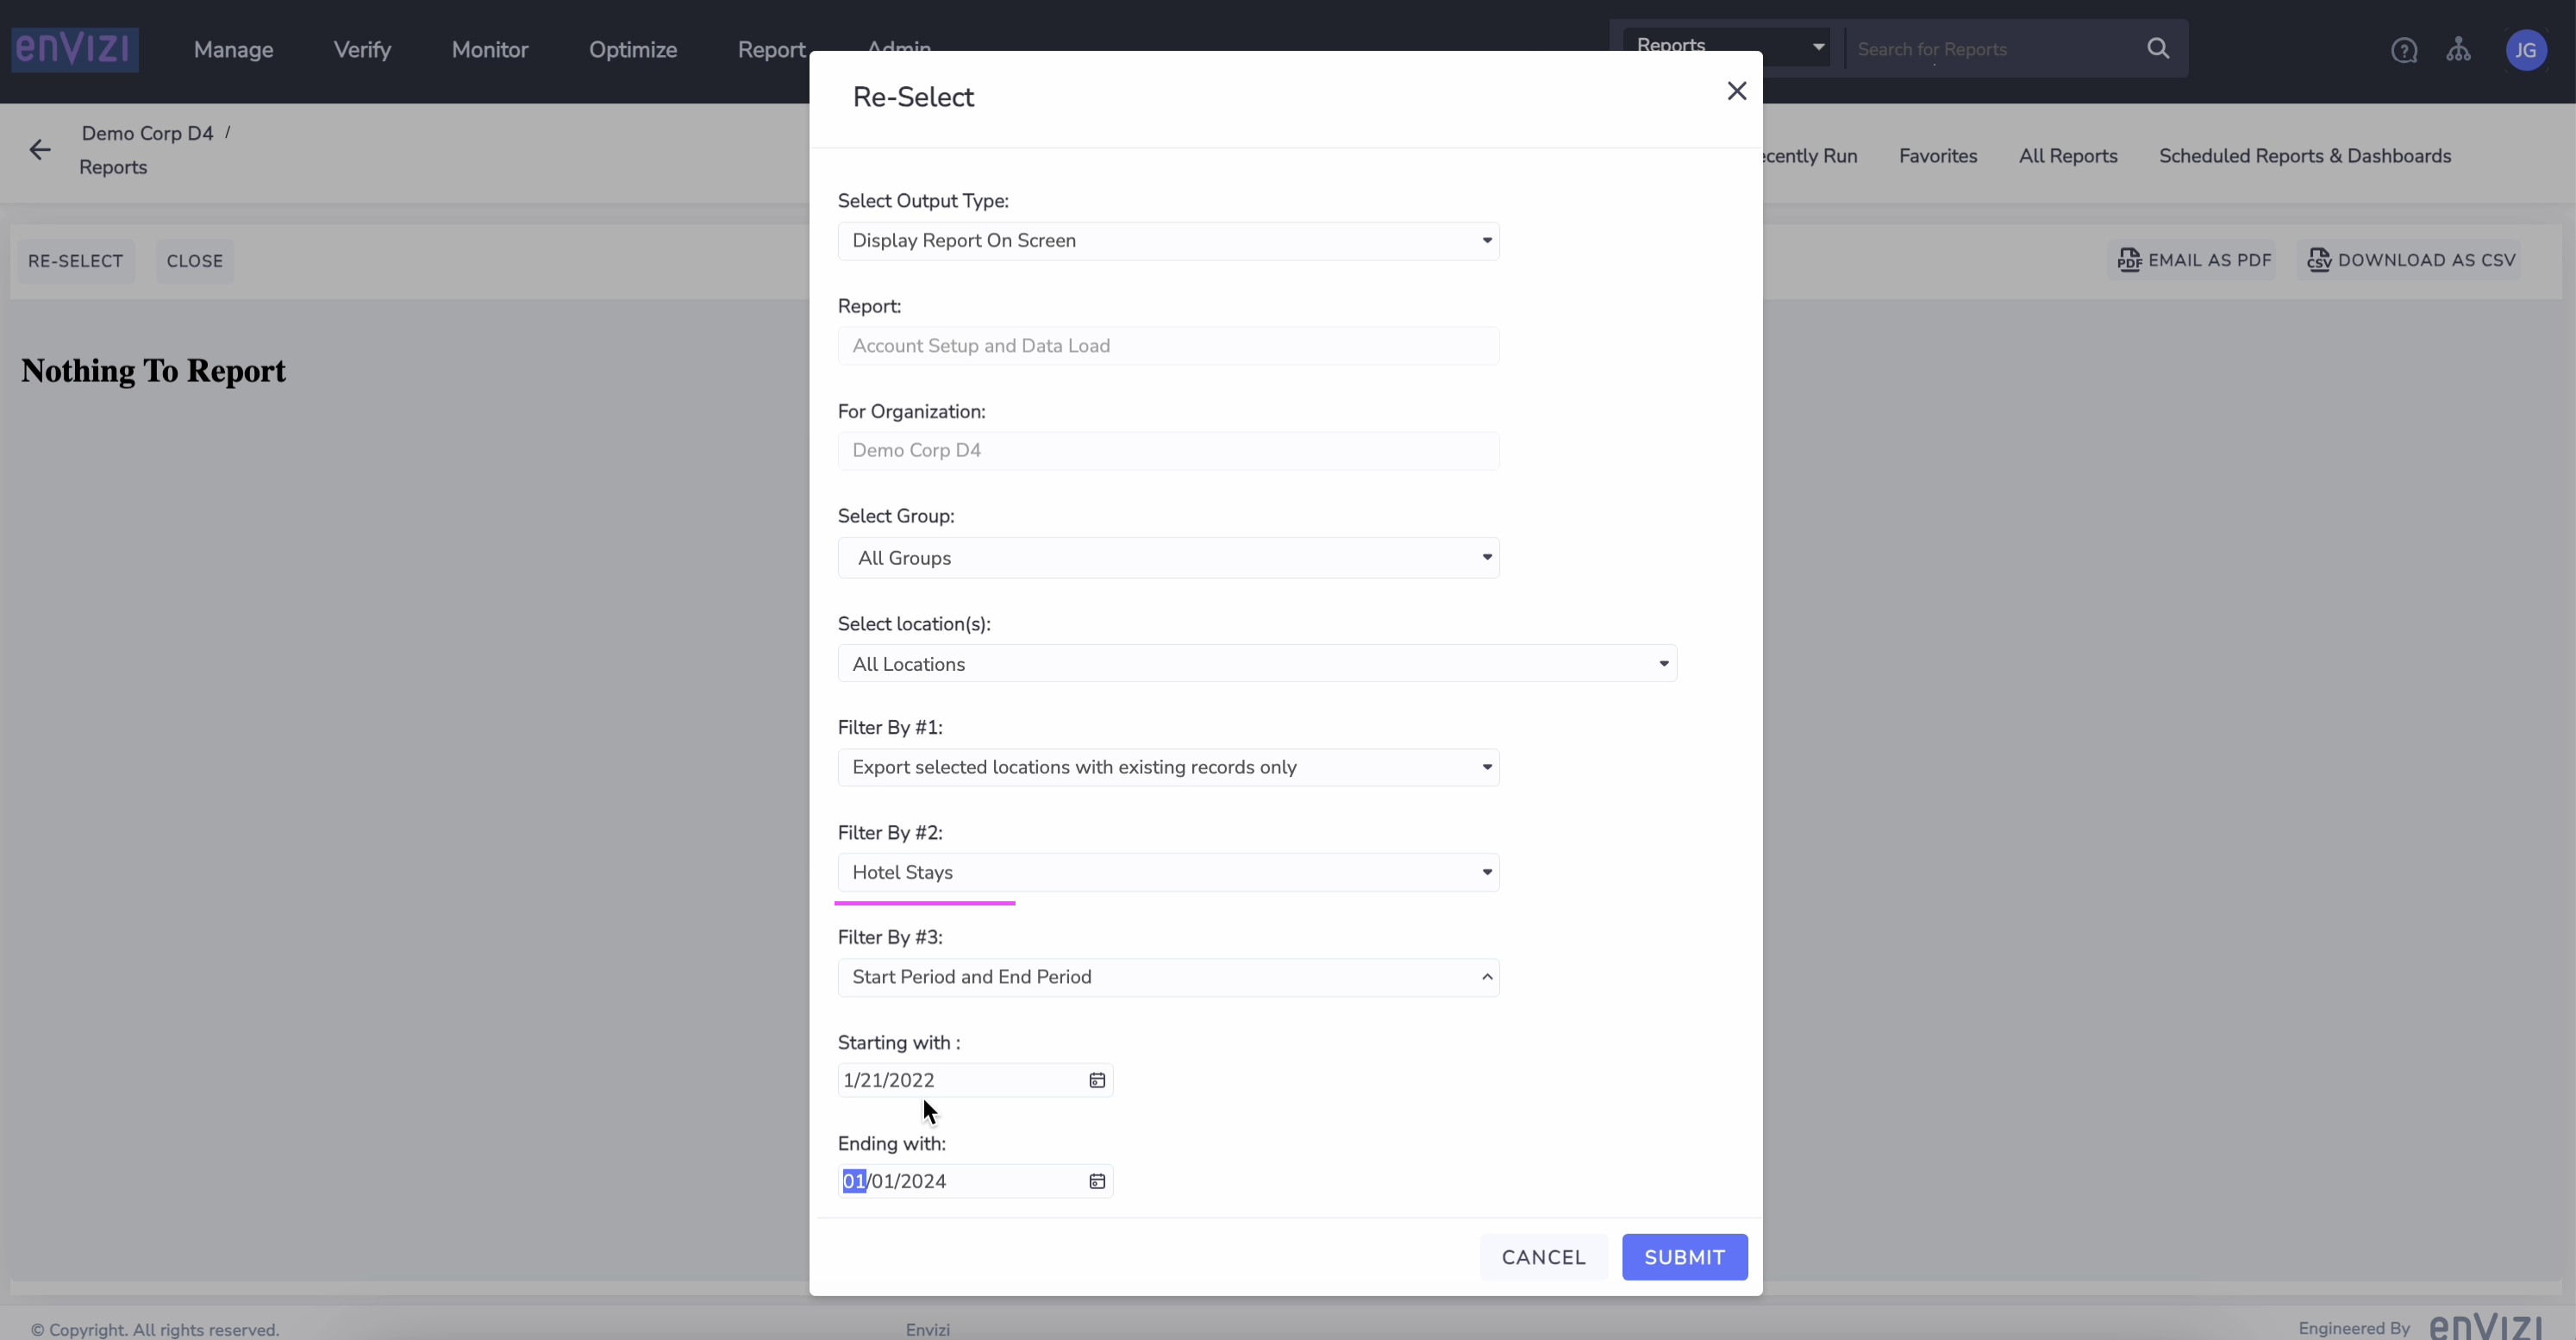 enVIZI
Manage
Verify
Monitor
Optimize
Report
Admin
Reports
Search for Reports
JG
Demo Corp D4 /
Reports
ecently Run
Favorites
All Reports
Scheduled Reports & Dashboards
RE-SELECT
CLOSE
PDF EMAIL AS PDF
CSV DOWNLOAD AS CSV
Nothing To Report
Re-Select
Select Output Type:
Display Report On Screen
Report:
Account Setup and Data Load
For Organization:
Demo Corp D4
Select Group:
All Groups
Select location(s):
All Locations
Filter By #1:
Export selected locations with existing records only
Filter By #2:
Hotel Stays
Filter By #3:
Start Period and End Period
Starting with :
1/21/2022
Ending with:
01/01/2024
CANCEL
SUBMIT
© Copyright. All rights reserved.
Envizi
Engineered By enVIZI